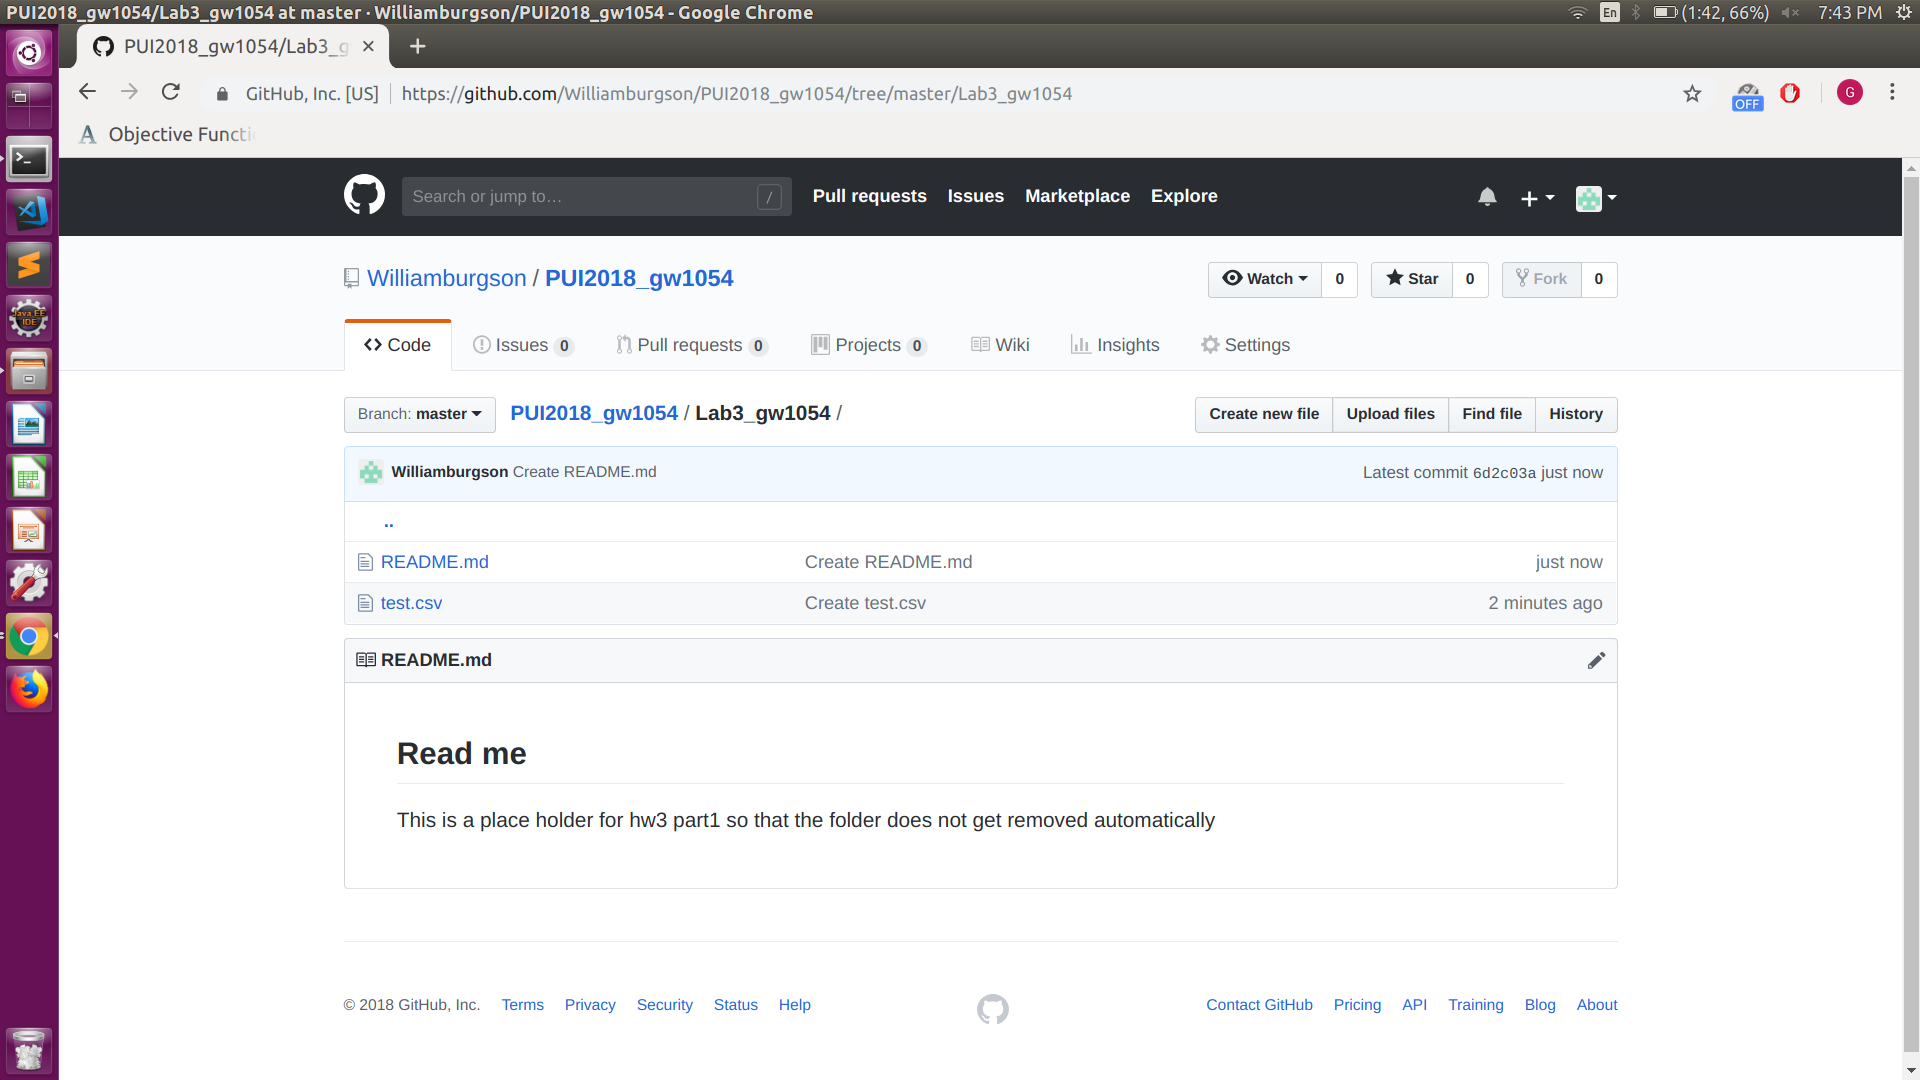 PUI2018_gw1054/Lab3_gw1054 at master · Williamburgson/PUI2018_gw1054 - Google Chrome
En
(1:42, 66%)
7:43 PM
PUI2018_gw1054/Lab3_g
GitHub, Inc. [US]
https://github.com/Williamburgson/PUI2018_gw1054/tree/master/Lab3_gw1054
OFF
G
A Objective Functi
Search or jump to…
/
Pull requests
Issues
Marketplace
Explore
Williamburgson / PUI2018_gw1054
Watch 0
Star 0
Fork 0
Java EE
IDE
Code
Issues 0
Pull requests 0
Projects 0
Wiki
Insights
Settings
Branch: master
PUI2018_gw1054 / Lab3_gw1054 /
Create new file
Upload files
Find file
History
Williamburgson Create README.md
Latest commit 6d2c03a just now
..
README.md
Create README.md
just now
test.csv
Create test.csv
2 minutes ago
README.md
Read me
This is a place holder for hw3 part1 so that the folder does not get removed automatically
© 2018 GitHub, Inc.
Terms
Privacy
Security
Status
Help
Contact GitHub
Pricing
API
Training
Blog
About